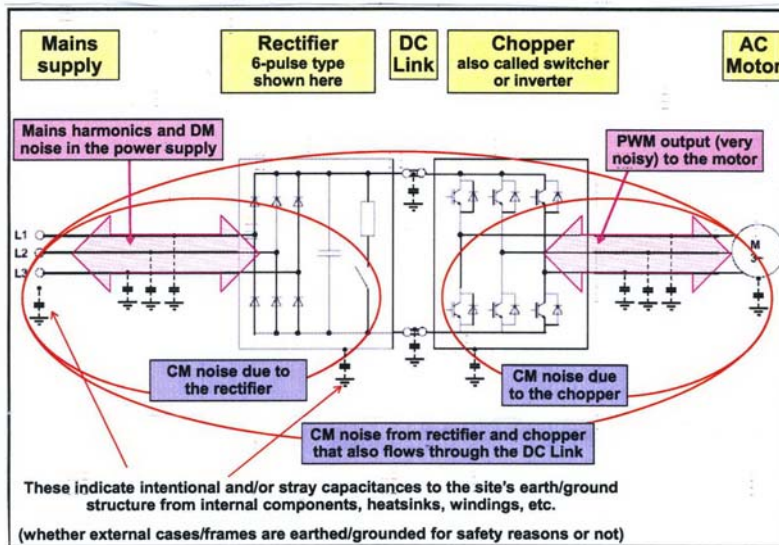 Mains
supply
Rectifier
6-pulse type
shown here
DC
Link
Chopper
also called switcher
or inverter
AC
Motor
Mains harmonics and DM
noise in the power supply
PWM output (very
noisy) to the motor
L1
L2
L3
M
3~
CM noise due to
the rectifier
CM noise due
to the chopper
CM noise from rectifier and chopper
that also flows through the DC Link
These indicate intentional and/or stray capacitances to the site's earth/ground
structure from internal components, heatsinks, windings, etc.
(whether external cases/frames are earthed/grounded for safety reasons or not)